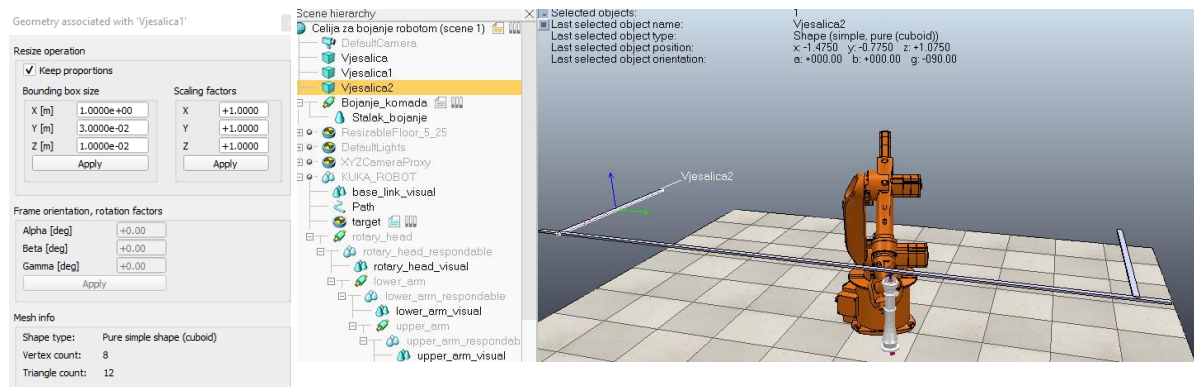 Geometry associated with 'Vjesalica1'
Resize operation
Keep proportions
Bounding box size
Scaling factors
X [m] 1.0000e+00 X +1.0000
Y [m] 3.0000e-02 Y +1.0000
Z [m] 1.0000e-02 Z +1.0000
Apply Apply
Frame orientation, rotation factors
Alpha [deg] +0.00
Beta [deg] +0.00
Gamma [deg] +0.00
Apply
Mesh info
Shape type: Pure simple shape (cuboid)
Vertex count: 8
Triangle count: 12
Scene hierarchy
Celija za bojanje robotom (scene 1)
DefaultCamera
Vjesalica
Vjesalica1
Vjesalica2
Bojanje_komada
Stalak_bojanje
ResizableFloor_5_25
DefaultLights
XYZCameraProxy
KUKA_ROBOT
base_link_visual
Path
target
rotary_head
rotary_head_respondable
rotary_head_visual
lower_arm
lower_arm_respondable
lower_arm_visual
upper_arm
upper_arm_respondab
upper_arm_visual
Selected objects: 1
Last selected object name: Vjesalica2
Last selected object type: Shape (simple, pure (cuboid))
Last selected object position: x: -1.4750 y: -0.7750 z: +1.0750
Last selected object orientation: a: +000.00 b: +000.00 g: -090.00
Vjesalica2